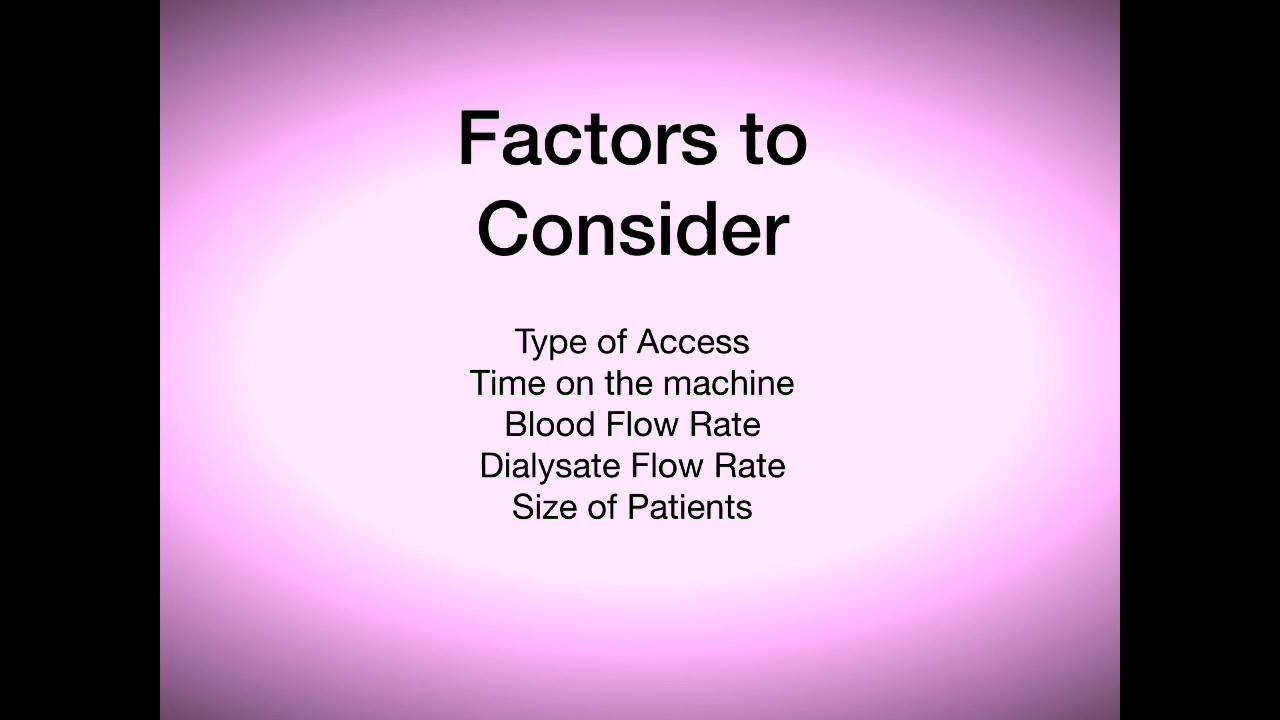 Factors to
Consider
Type of Access
Time on the machine
Blood Flow Rate
Dialysate Flow Rate
Size of Patients